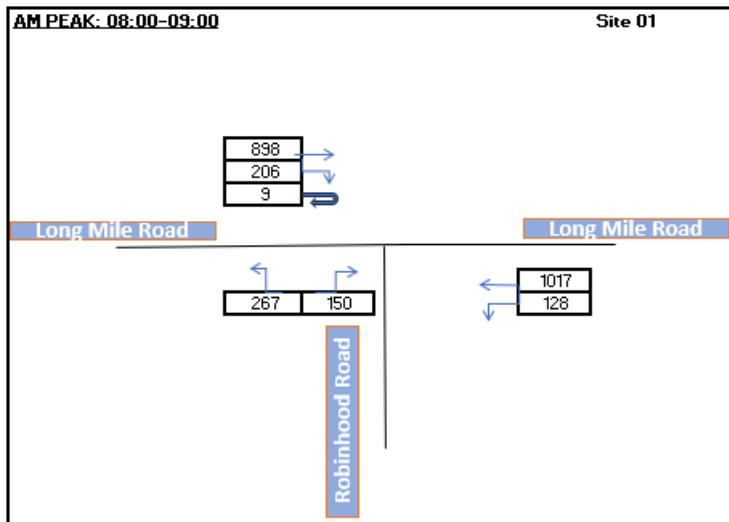 AM PEAK: 08:00-09:00
Site 01
898
206
9
Long Mile Road
Long Mile Road
267
150
1017
128
Robinhood Road